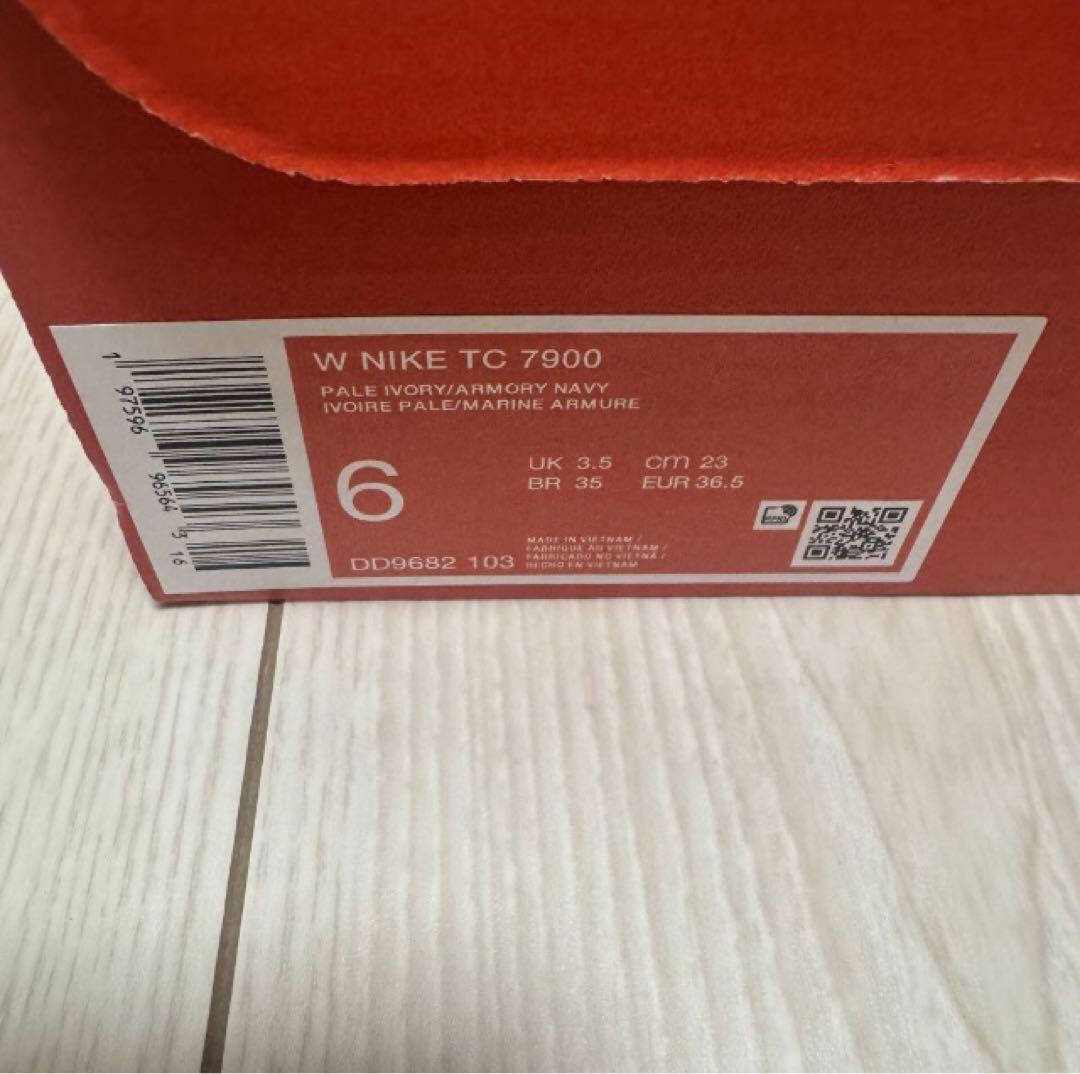 W NIKE TC 7900
PALE IVORY/ARMORY NAVY
IVOIRE PALE/MARINE ARMURE
6
UK 3.5 cm 23
BR 35 EUR 36.5
DD9682 103
MADE IN VIETNAM /
FABRIQUE AU VIETNAM /
FABRICADO NO VIETNÃ /
HECHO EN VIETNAM
1 97596 96564 5 16